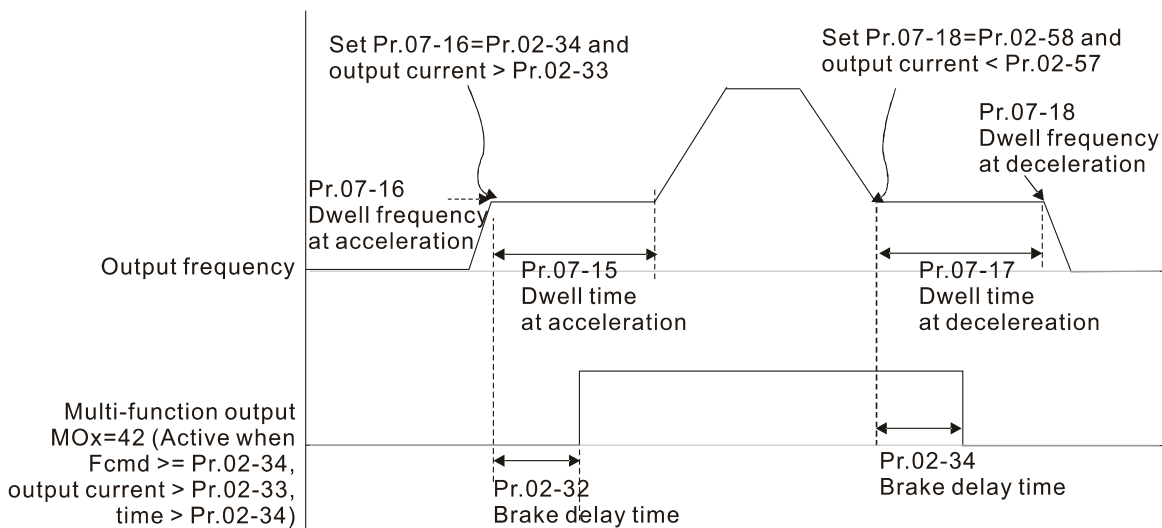 Set Pr.07-16=Pr.02-34 and
output current > Pr.02-33
Set Pr.07-18=Pr.02-58 and
output current < Pr.02-57
Pr.07-18
Dwell frequency
at deceleration
Pr.07-16
Dwell frequency
at acceleration
Output frequency
Pr.07-15
Dwell time
at acceleration
Pr.07-17
Dwell time
at decelereation
Multi-function output
MOx=42 (Active when
Fcmd >= Pr.02-34,
output current > Pr.02-33,
time > Pr.02-34)
Pr.02-32
Brake delay time
Pr.02-34
Brake delay time